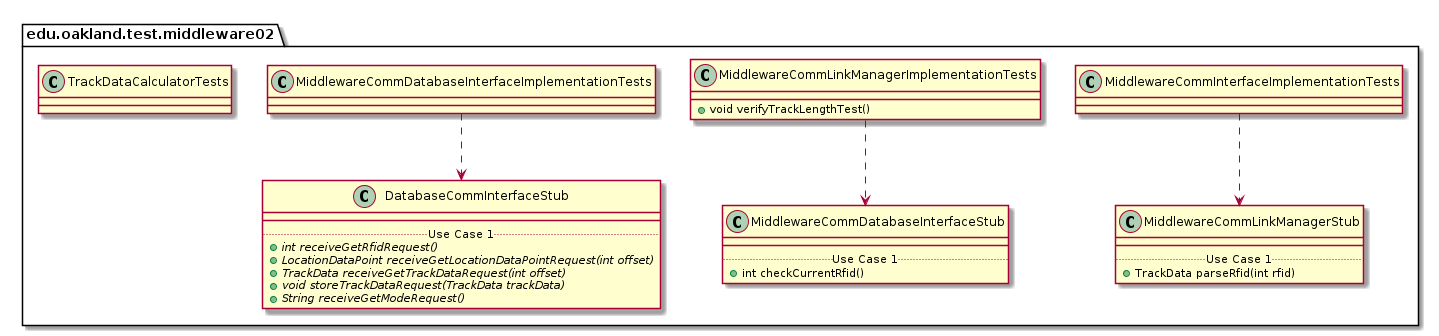 edu.oakland.test.middleware02
C TrackDataCalculatorTests
C MiddlewareCommDatabaseInterfaceImplementationTests
C MiddlewareCommLinkManagerImplementationTests
void verifyTrackLengthTest()
C MiddlewareCommInterfaceImplementationTests
C DatabaseCommInterfaceStub
Use Case 1
int receiveGetRfidRequest()
LocationDataPoint receiveGetLocationDataPointRequest(int offset)
TrackData receiveGetTrackDataRequest(int offset)
void storeTrackDataRequest(TrackData trackData)
String receiveGetModeRequest()
C MiddlewareCommDatabaseInterfaceStub
Use Case 1
int checkCurrentRfid()
C MiddlewareCommLinkManagerStub
Use Case 1
TrackData parseRfid(int rfid)